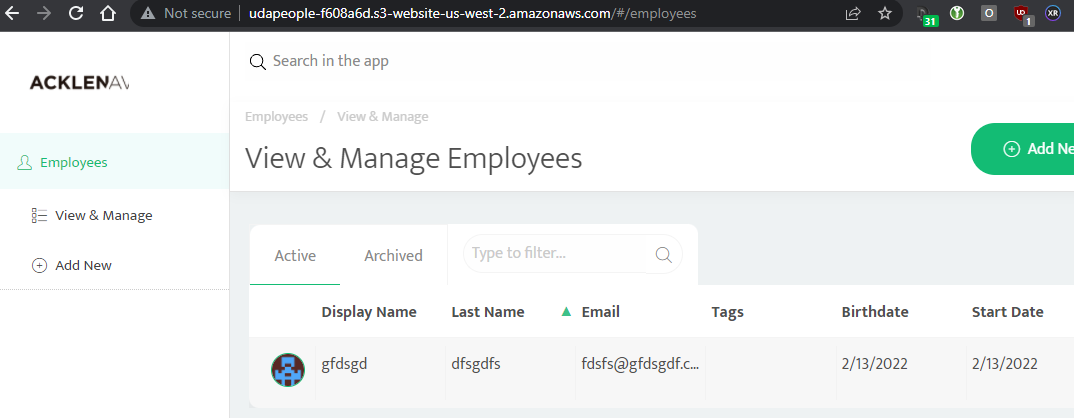 Not secure | udapeople-f608a6d.s3-website-us-west-2.amazonaws.com/#/employees
31
O
UD
1
XR
ACKLENAV
Search in the app
Employees / View & Manage
View & Manage Employees
Add Ne
Employees
View & Manage
Add New
Active Archived Type to filter...
Display Name Last Name ▲ Email Tags Birthdate Start Date
gfdsgd dfsgdfs fdsfs@gfdsgdf.c... 2/13/2022 2/13/2022